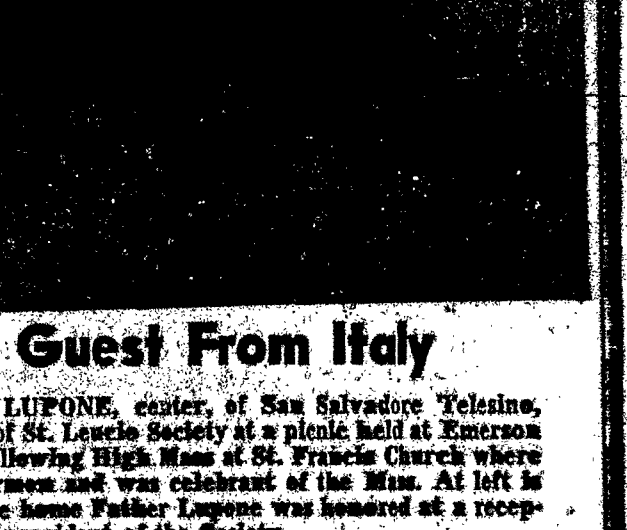 Guest From Italy
LUPONE, center, of San Salvadore Telesino,
of St. Leucio Society at a picnic held at Emerson
llowing High Mass at St. Francis Church where
rmon and was celebrant of the Mass. At left is
e home Father Lupone was honored at a recep-
of the